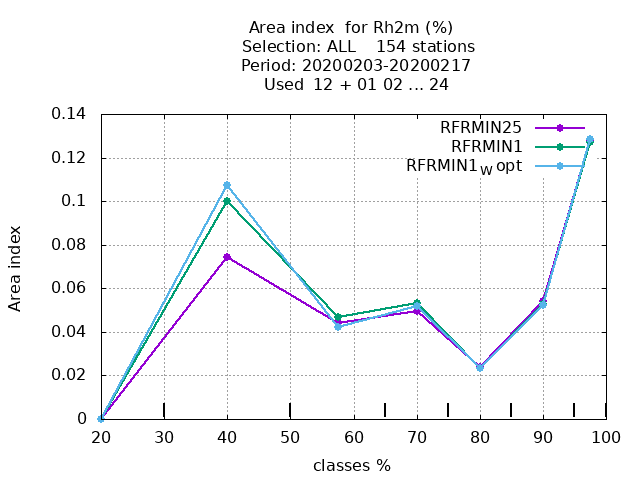 Area index  for Rh2m (%)
Selection: ALL    154 stations
Period: 20200203-20200217
Used  12 + 01 02 ... 24
0.14
0.12
0.1
0.08
0.06
0.04
0.02
0
Area index
RFRMIN25
RFRMIN1
RFRMIN1W opt
20 30 40 50 60 70 80 90 100
classes %